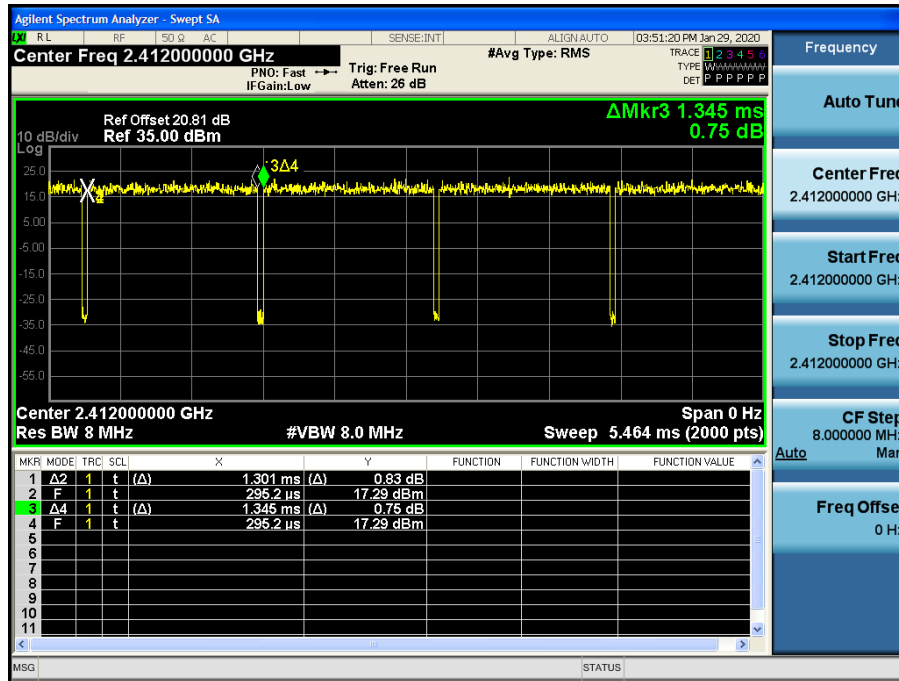 Agilent Spectrum Analyzer - Swept SA
LXI RL RF 50 Ω AC SENSE:INT ALIGNAUTO 03:51:20 PM Jan 29, 2020
Center Freq 2.412000000 GHz #Avg Type: RMS TRACE 1 2 3 4 5 6
PNO: Fast Trig: Free Run TYPE WWWWWW
IFGain:Low Atten: 26 dB DET P P P P P P
Frequency
Auto Tune
Center Freq
2.412000000 GHz
Start Freq
2.412000000 GHz
Stop Freq
2.412000000 GHz
CF Step
8.000000 MHz
Auto Man
Freq Offset
0 Hz
ΔMkr3 1.345 ms
0.75 dB
Ref Offset 20.81 dB
10 dB/div Ref 35.00 dBm
Log
25.0
15.0
5.00
-5.00
-15.0
-25.0
-35.0
-45.0
-55.0
3Δ4
4
Center 2.412000000 GHz Span 0 Hz
Res BW 8 MHz #VBW 8.0 MHz Sweep 5.464 ms (2000 pts)
MKR MODE TRC SCL X Y FUNCTION FUNCTION WIDTH FUNCTION VALUE
1 Δ2 1 t (Δ) 1.301 ms (Δ) 0.83 dB
2 F 1 t 295.2 µs 17.29 dBm
3 Δ4 1 t (Δ) 1.345 ms (Δ) 0.75 dB
4 F 1 t 295.2 µs 17.29 dBm
5
6
7
8
9
10
11
MSG STATUS